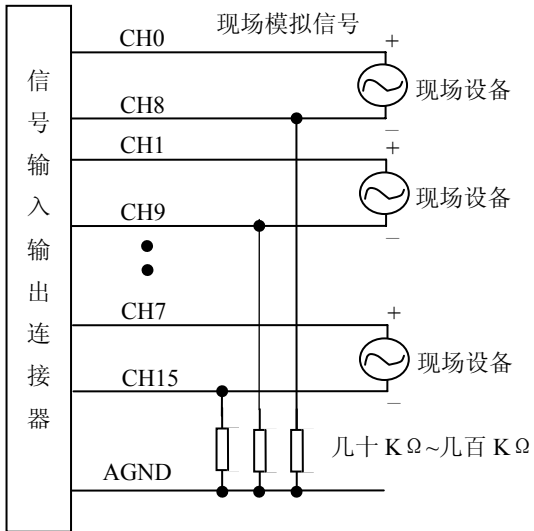 现场模拟信号
CH0
+
现场设备
CH8
–
CH1
+
现场设备
CH9
–
CH7
+
现场设备
CH15
–
几十 K Ω~几百 K Ω
AGND
信号输入输出连接器